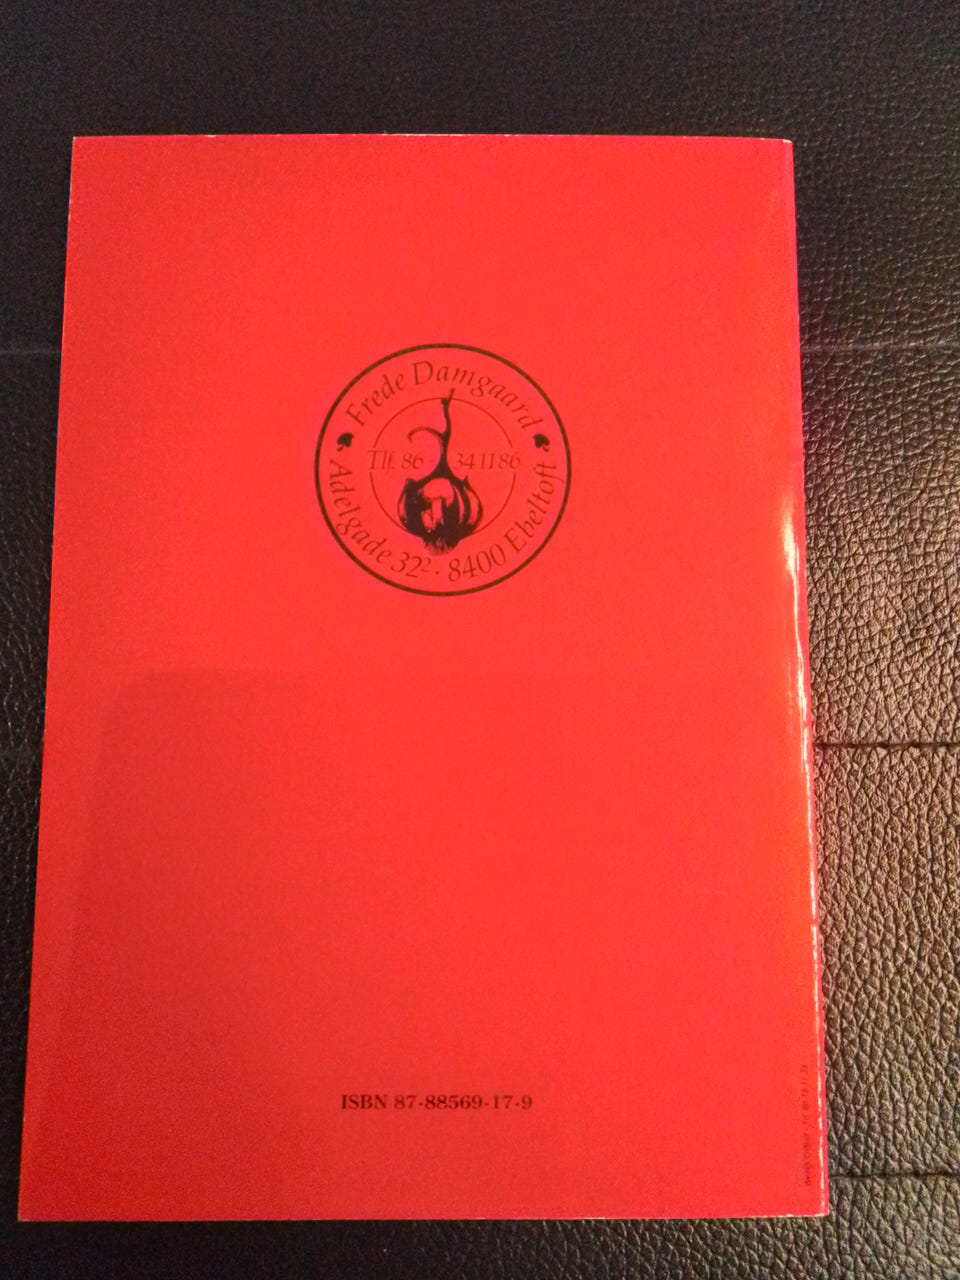 Frede Damgaard
Tlf. 86 - 34 11 86
Adelgade 32² · 8400 Ebeltoft
ISBN 87-88569-17-9